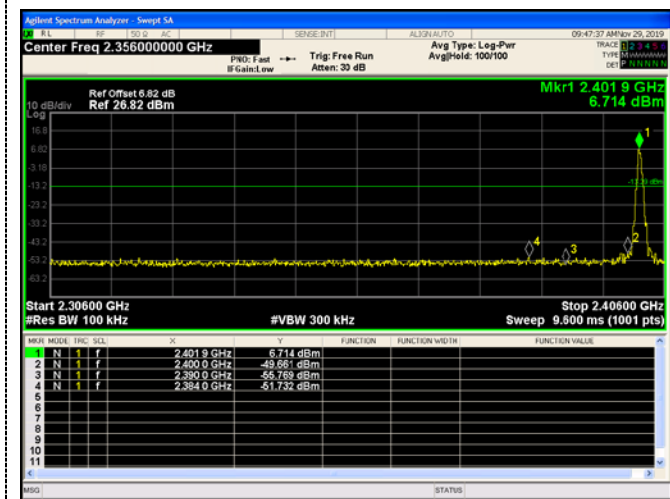 Agilent Spectrum Analyzer - Swept SA
RL RF 50 Ω AC SENSE:INT ALIGN AUTO 09:47:37 AM Nov 29, 2019
Center Freq 2.356000000 GHz
PNO: Fast
IFGain:Low
Trig: Free Run
Atten: 30 dB
Avg Type: Log-Pwr
Avg|Hold: 100/100
TRACE 1 2 3 4 5 6
TYPE M
DET P N N N N N
Mkr1 2.401 9 GHz
6.714 dBm
Ref Offset 6.82 dB
10 dB/div Ref 26.82 dBm
Log
16.8
6.82
-3.18
-13.2
-23.2
-33.2
-43.2
-53.2
-63.2
1
2
3
4
Start 2.30600 GHz Stop 2.40600 GHz
#Res BW 100 kHz #VBW 300 kHz Sweep 9.600 ms (1001 pts)
MKR MODE TRC SCL X Y FUNCTION FUNCTION WIDTH FUNCTION VALUE
1 N 1 f 2.401 9 GHz 6.714 dBm
2 N 1 f 2.400 0 GHz -49.661 dBm
3 N 1 f 2.390 0 GHz -55.769 dBm
4 N 1 f 2.384 0 GHz -51.732 dBm
5
6
7
8
9
10
11
MSG STATUS